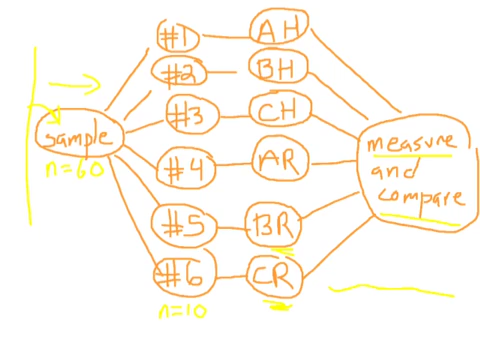 #1 AH
#2 BH
#3 CH
sample
n=60
#4 AR
#5 BR
#6 CR
n=10
measure
and
compare